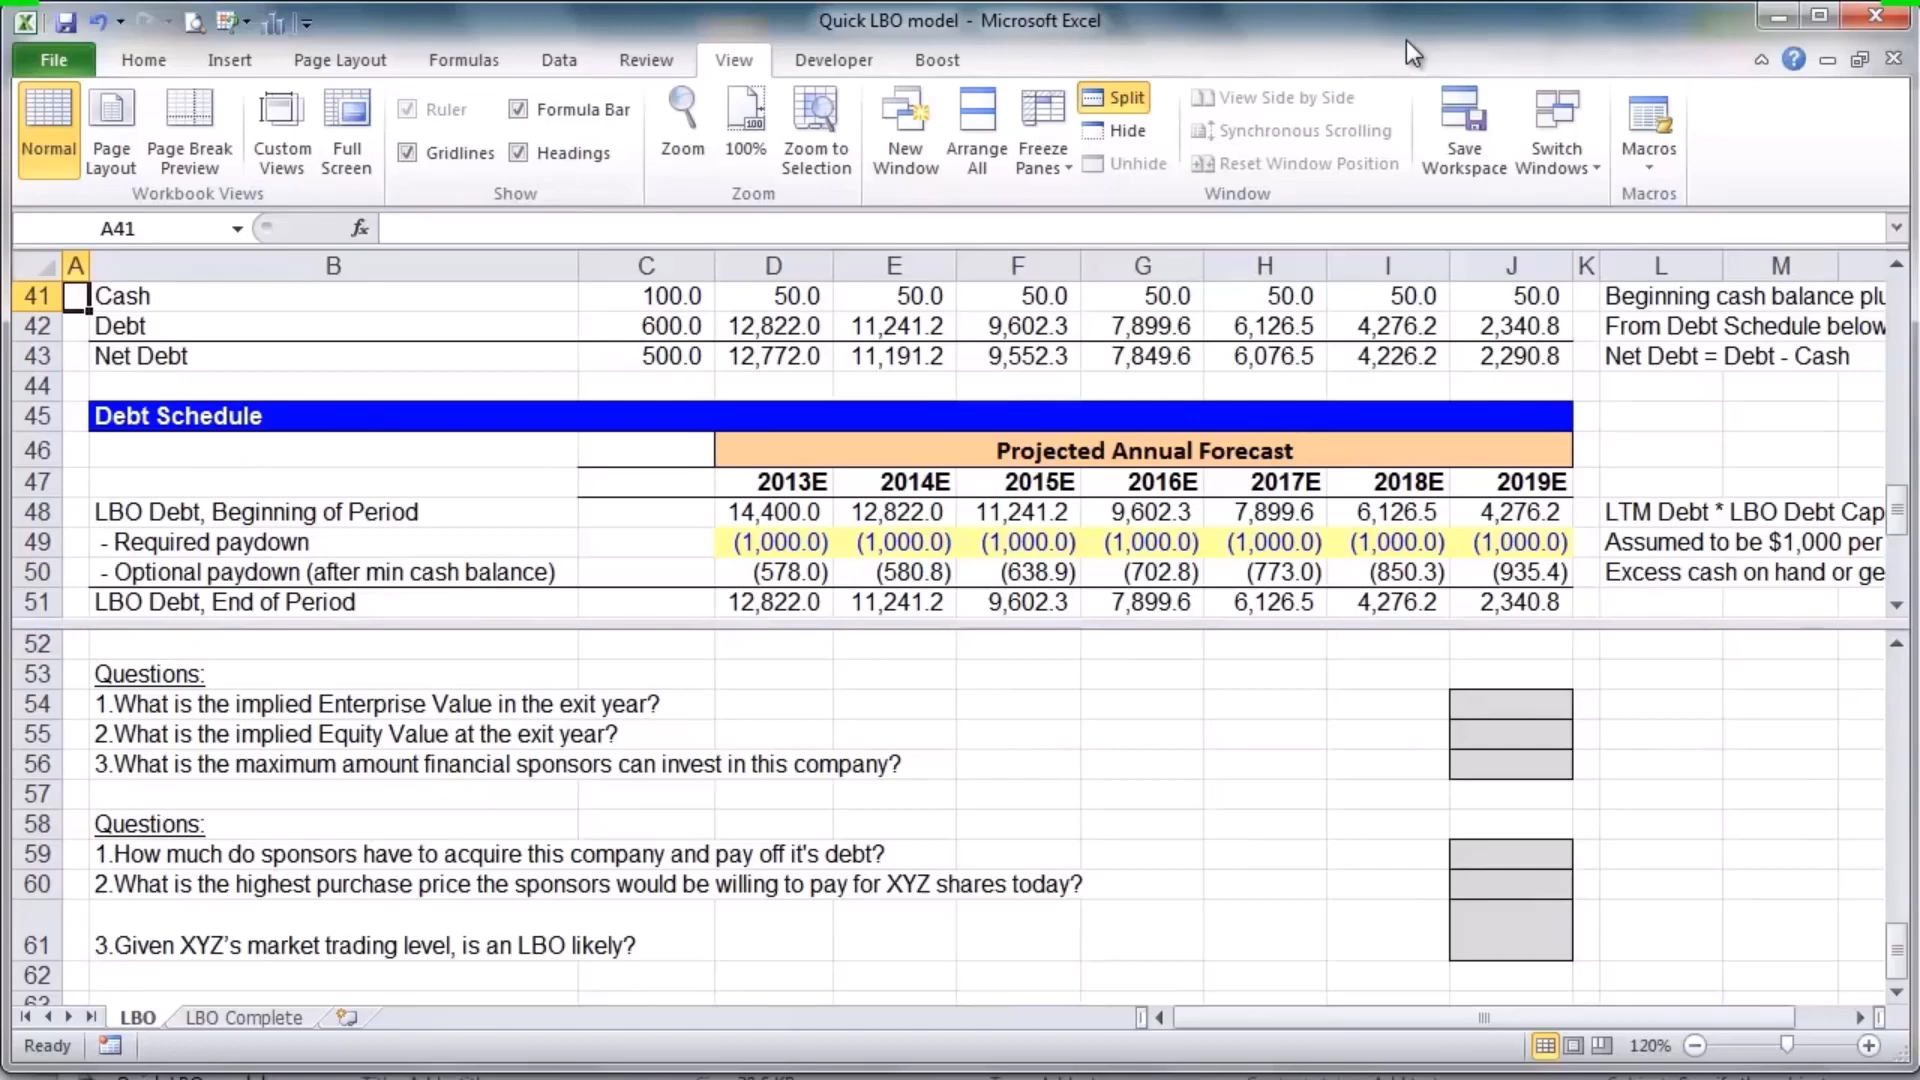 Quick LBO model - Microsoft Excel
File Home Insert Page Layout Formulas Data Review View Developer Boost
Normal Page Layout Page Break Preview Custom Views Full Screen
Workbook Views
Ruler Formula Bar
Gridlines Headings
Show
Zoom 100% Zoom to Selection
Zoom
New Window Arrange All Freeze Panes
Split
Hide
Unhide
View Side by Side
Synchronous Scrolling
Reset Window Position
Window
Save Workspace Switch Windows
Macros
Macros
A41 fx
A B C D E F G H I J K L M
41 Cash 100.0 50.0 50.0 50.0 50.0 50.0 50.0 50.0 Beginning cash balance plu
42 Debt 600.0 12,822.0 11,241.2 9,602.3 7,899.6 6,126.5 4,276.2 2,340.8 From Debt Schedule below
43 Net Debt 500.0 12,772.0 11,191.2 9,552.3 7,849.6 6,076.5 4,226.2 2,290.8 Net Debt = Debt - Cash
44
45 Debt Schedule
46 Projected Annual Forecast
47 2013E 2014E 2015E 2016E 2017E 2018E 2019E
48 LBO Debt, Beginning of Period 14,400.0 12,822.0 11,241.2 9,602.3 7,899.6 6,126.5 4,276.2 LTM Debt * LBO Debt Cap
49 - Required paydown (1,000.0) (1,000.0) (1,000.0) (1,000.0) (1,000.0) (1,000.0) (1,000.0) Assumed to be $1,000 per
50 - Optional paydown (after min cash balance) (578.0) (580.8) (638.9) (702.8) (773.0) (850.3) (935.4) Excess cash on hand or ge
51 LBO Debt, End of Period 12,822.0 11,241.2 9,602.3 7,899.6 6,126.5 4,276.2 2,340.8
52
53 Questions:
54 1.What is the implied Enterprise Value in the exit year?
55 2.What is the implied Equity Value at the exit year?
56 3.What is the maximum amount financial sponsors can invest in this company?
57
58 Questions:
59 1.How much do sponsors have to acquire this company and pay off it's debt?
60 2.What is the highest purchase price the sponsors would be willing to pay for XYZ shares today?
61 3.Given XYZ's market trading level, is an LBO likely?
62
LBO LBO Complete
Ready 120%